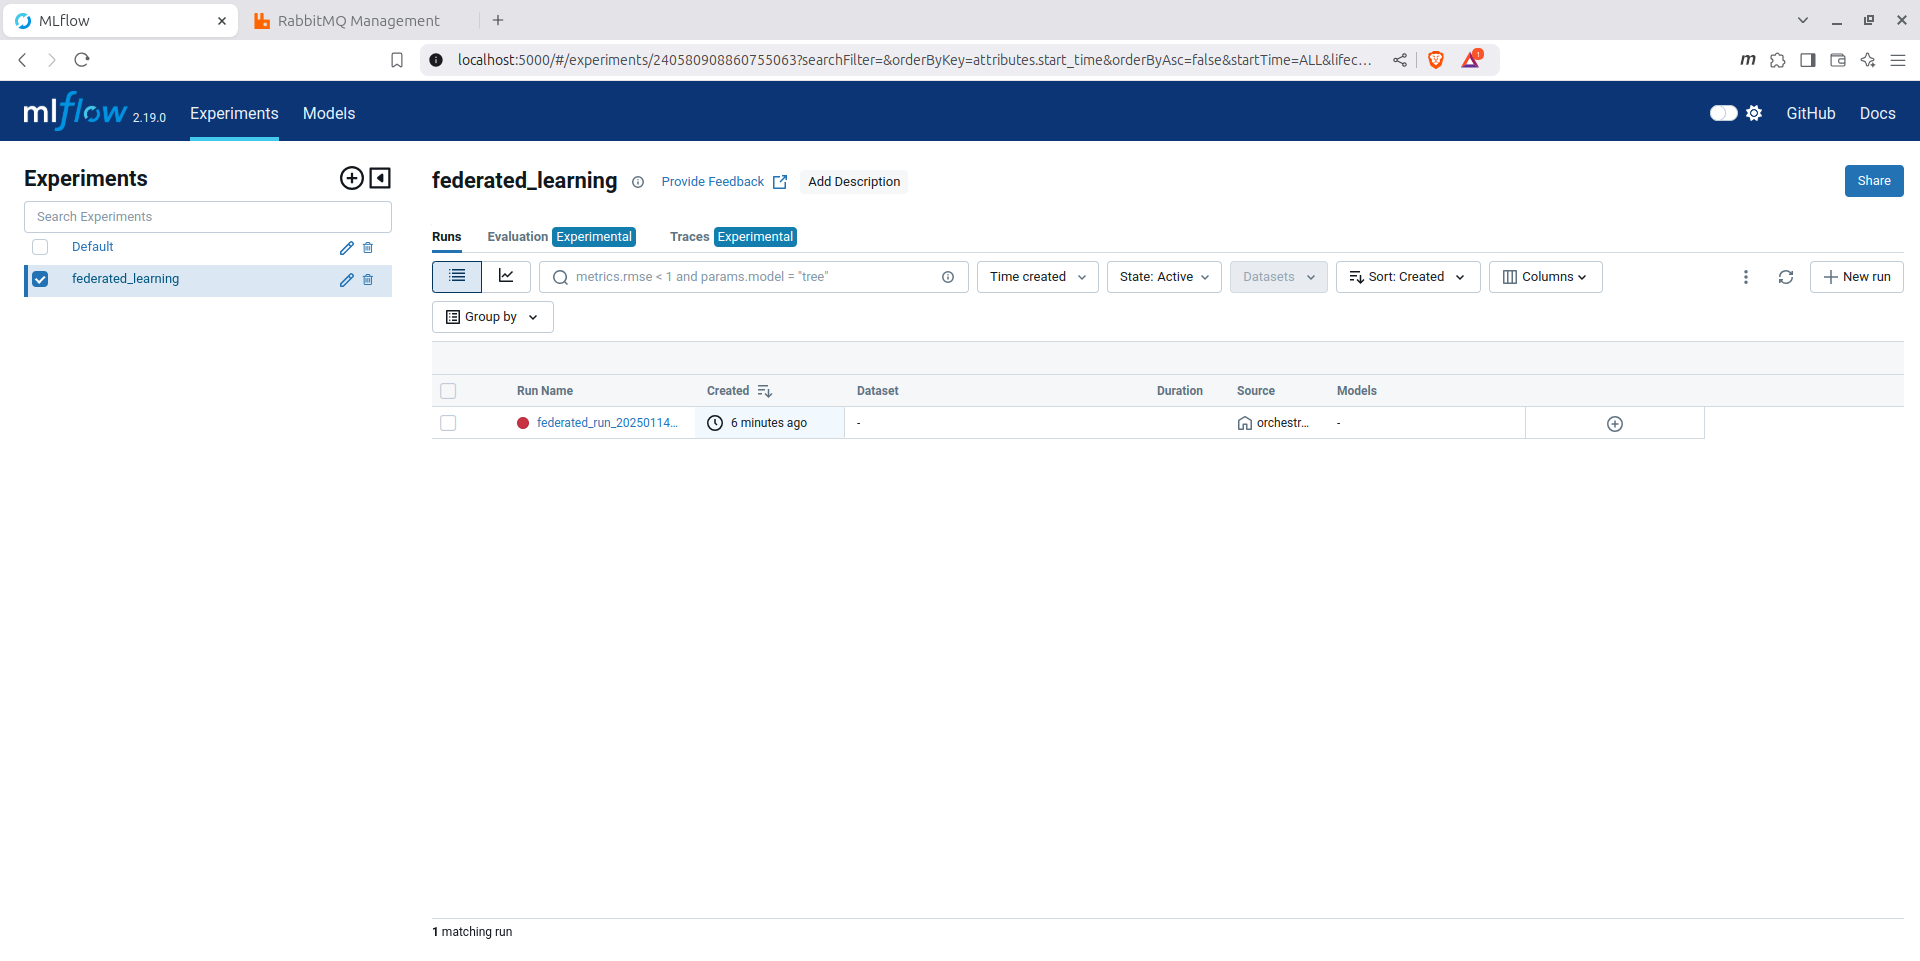 MLflow
RabbitMQ Management
localhost:5000/#/experiments/240580908860755063?searchFilter=&orderByKey=attributes.start_time&orderByAsc=false&startTime=ALL&lifec...
1
m
mlflow 2.19.0
Experiments
Models
GitHub
Docs
Experiments
Search Experiments
Default
federated_learning
federated_learning
Provide Feedback
Add Description
Share
Runs
Evaluation Experimental
Traces Experimental
metrics.rmse < 1 and params.model = "tree"
Time created
State: Active
Datasets
Sort: Created
Columns
New run
Group by
Run Name Created Dataset Duration Source Models
federated_run_20250114... 6 minutes ago - orchestr... -
1 matching run